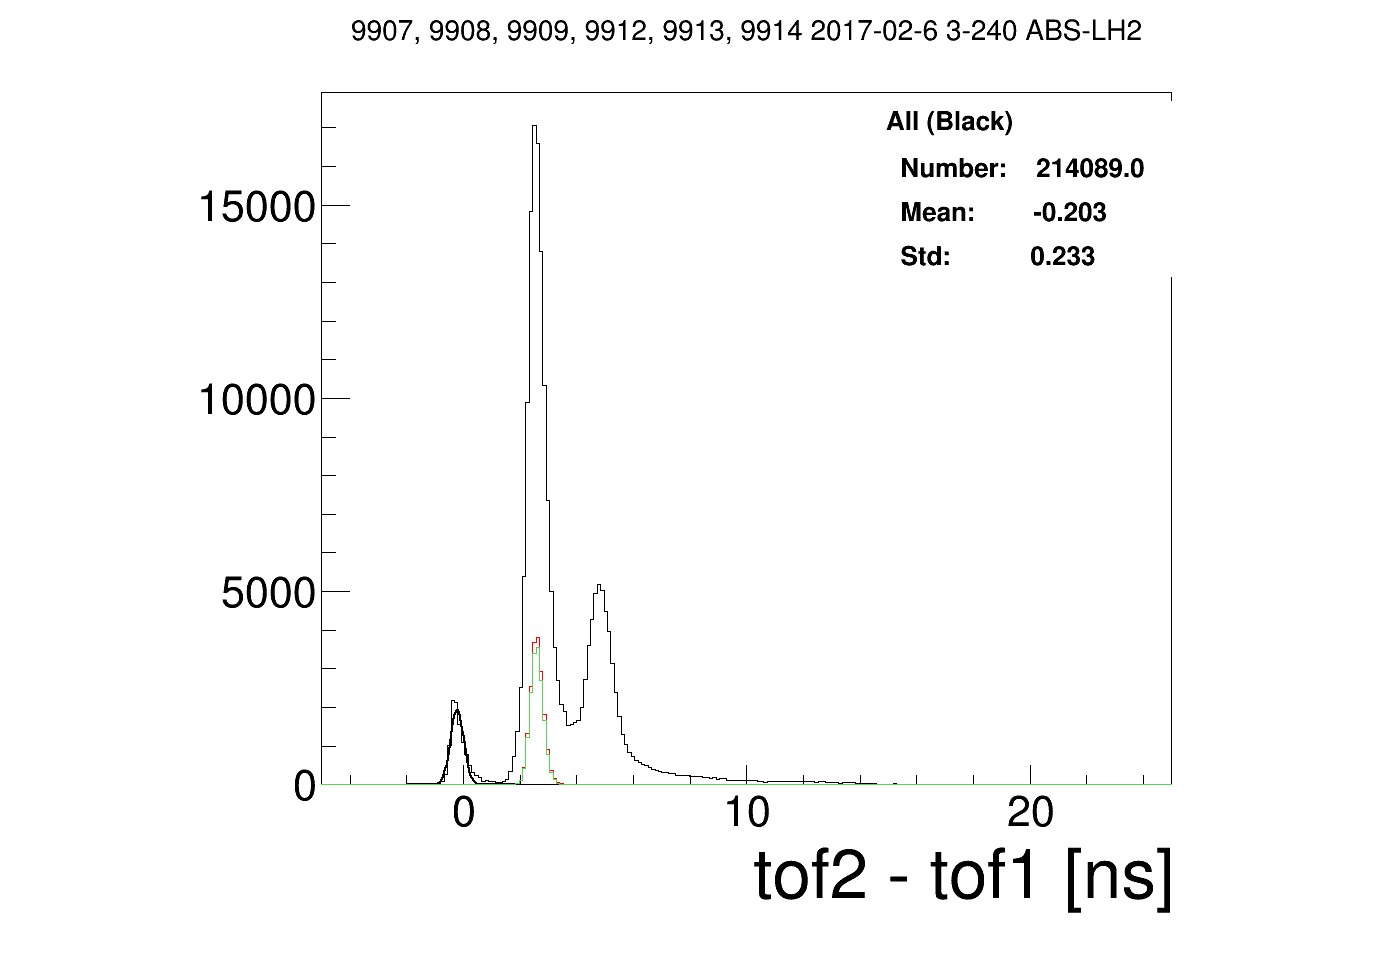 9907, 9908, 9909, 9912, 9913, 9914 2017-02-6 3-240 ABS-LH2
All (Black)
Number: 214089.0
Mean: -0.203
Std: 0.233
15000
10000
5000
0
0 10 20
tof2 - tof1 [ns]